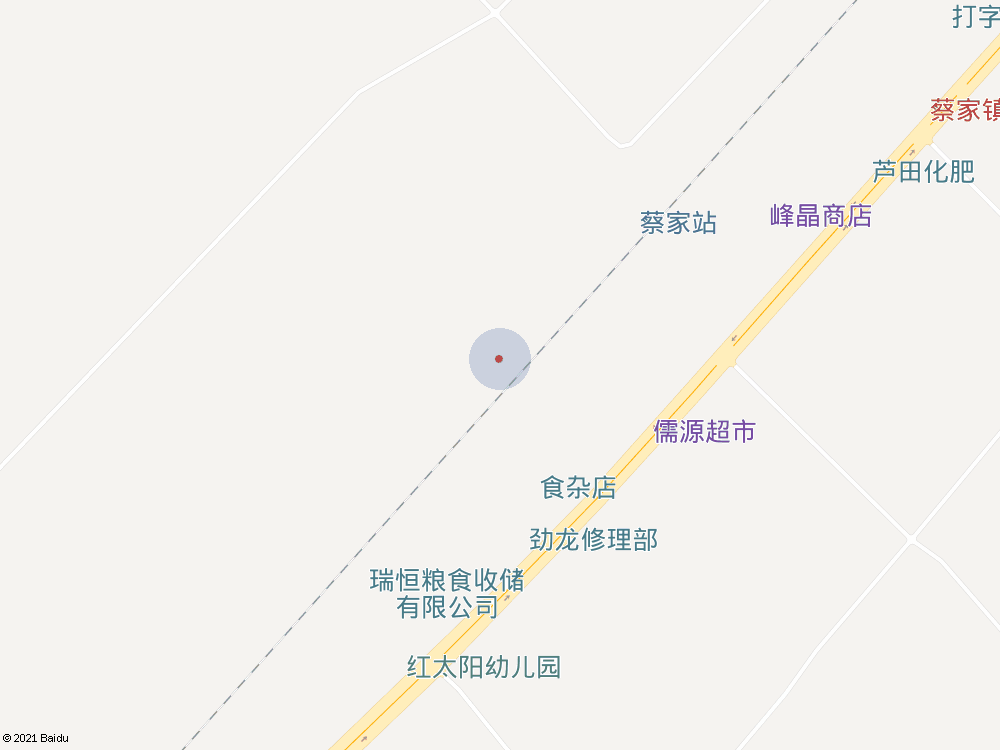 打字
蔡家镇
芦田化肥
峰晶商店
蔡家站
儒源超市
食杂店
劲龙修理部
瑞恒粮食收储
有限公司
红太阳幼儿园
© 2021 Baidu